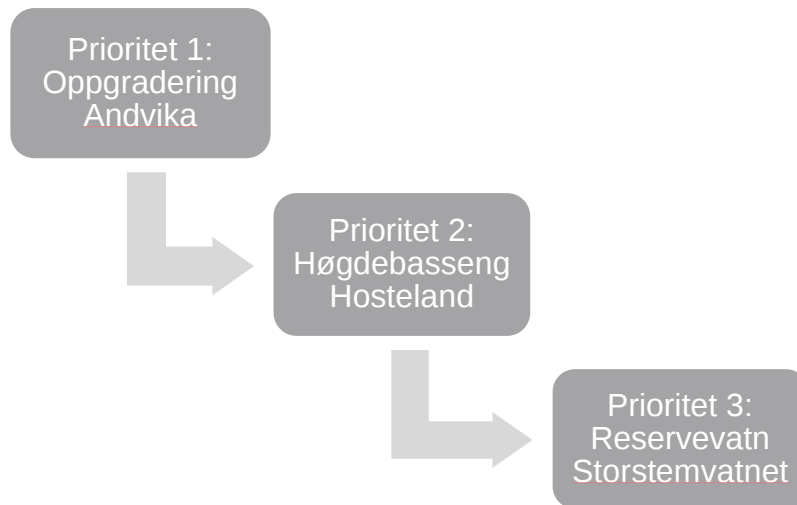 Prioritet 1:
Oppgradering
Andvika
Prioritet 2:
Høgdebasseng
Hosteland
Prioritet 3:
Reservevatn
Storstemvatnet